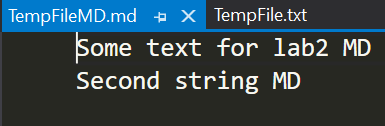 TempFileMD.md TempFile.txt
Some text for lab2 MD
Second string MD